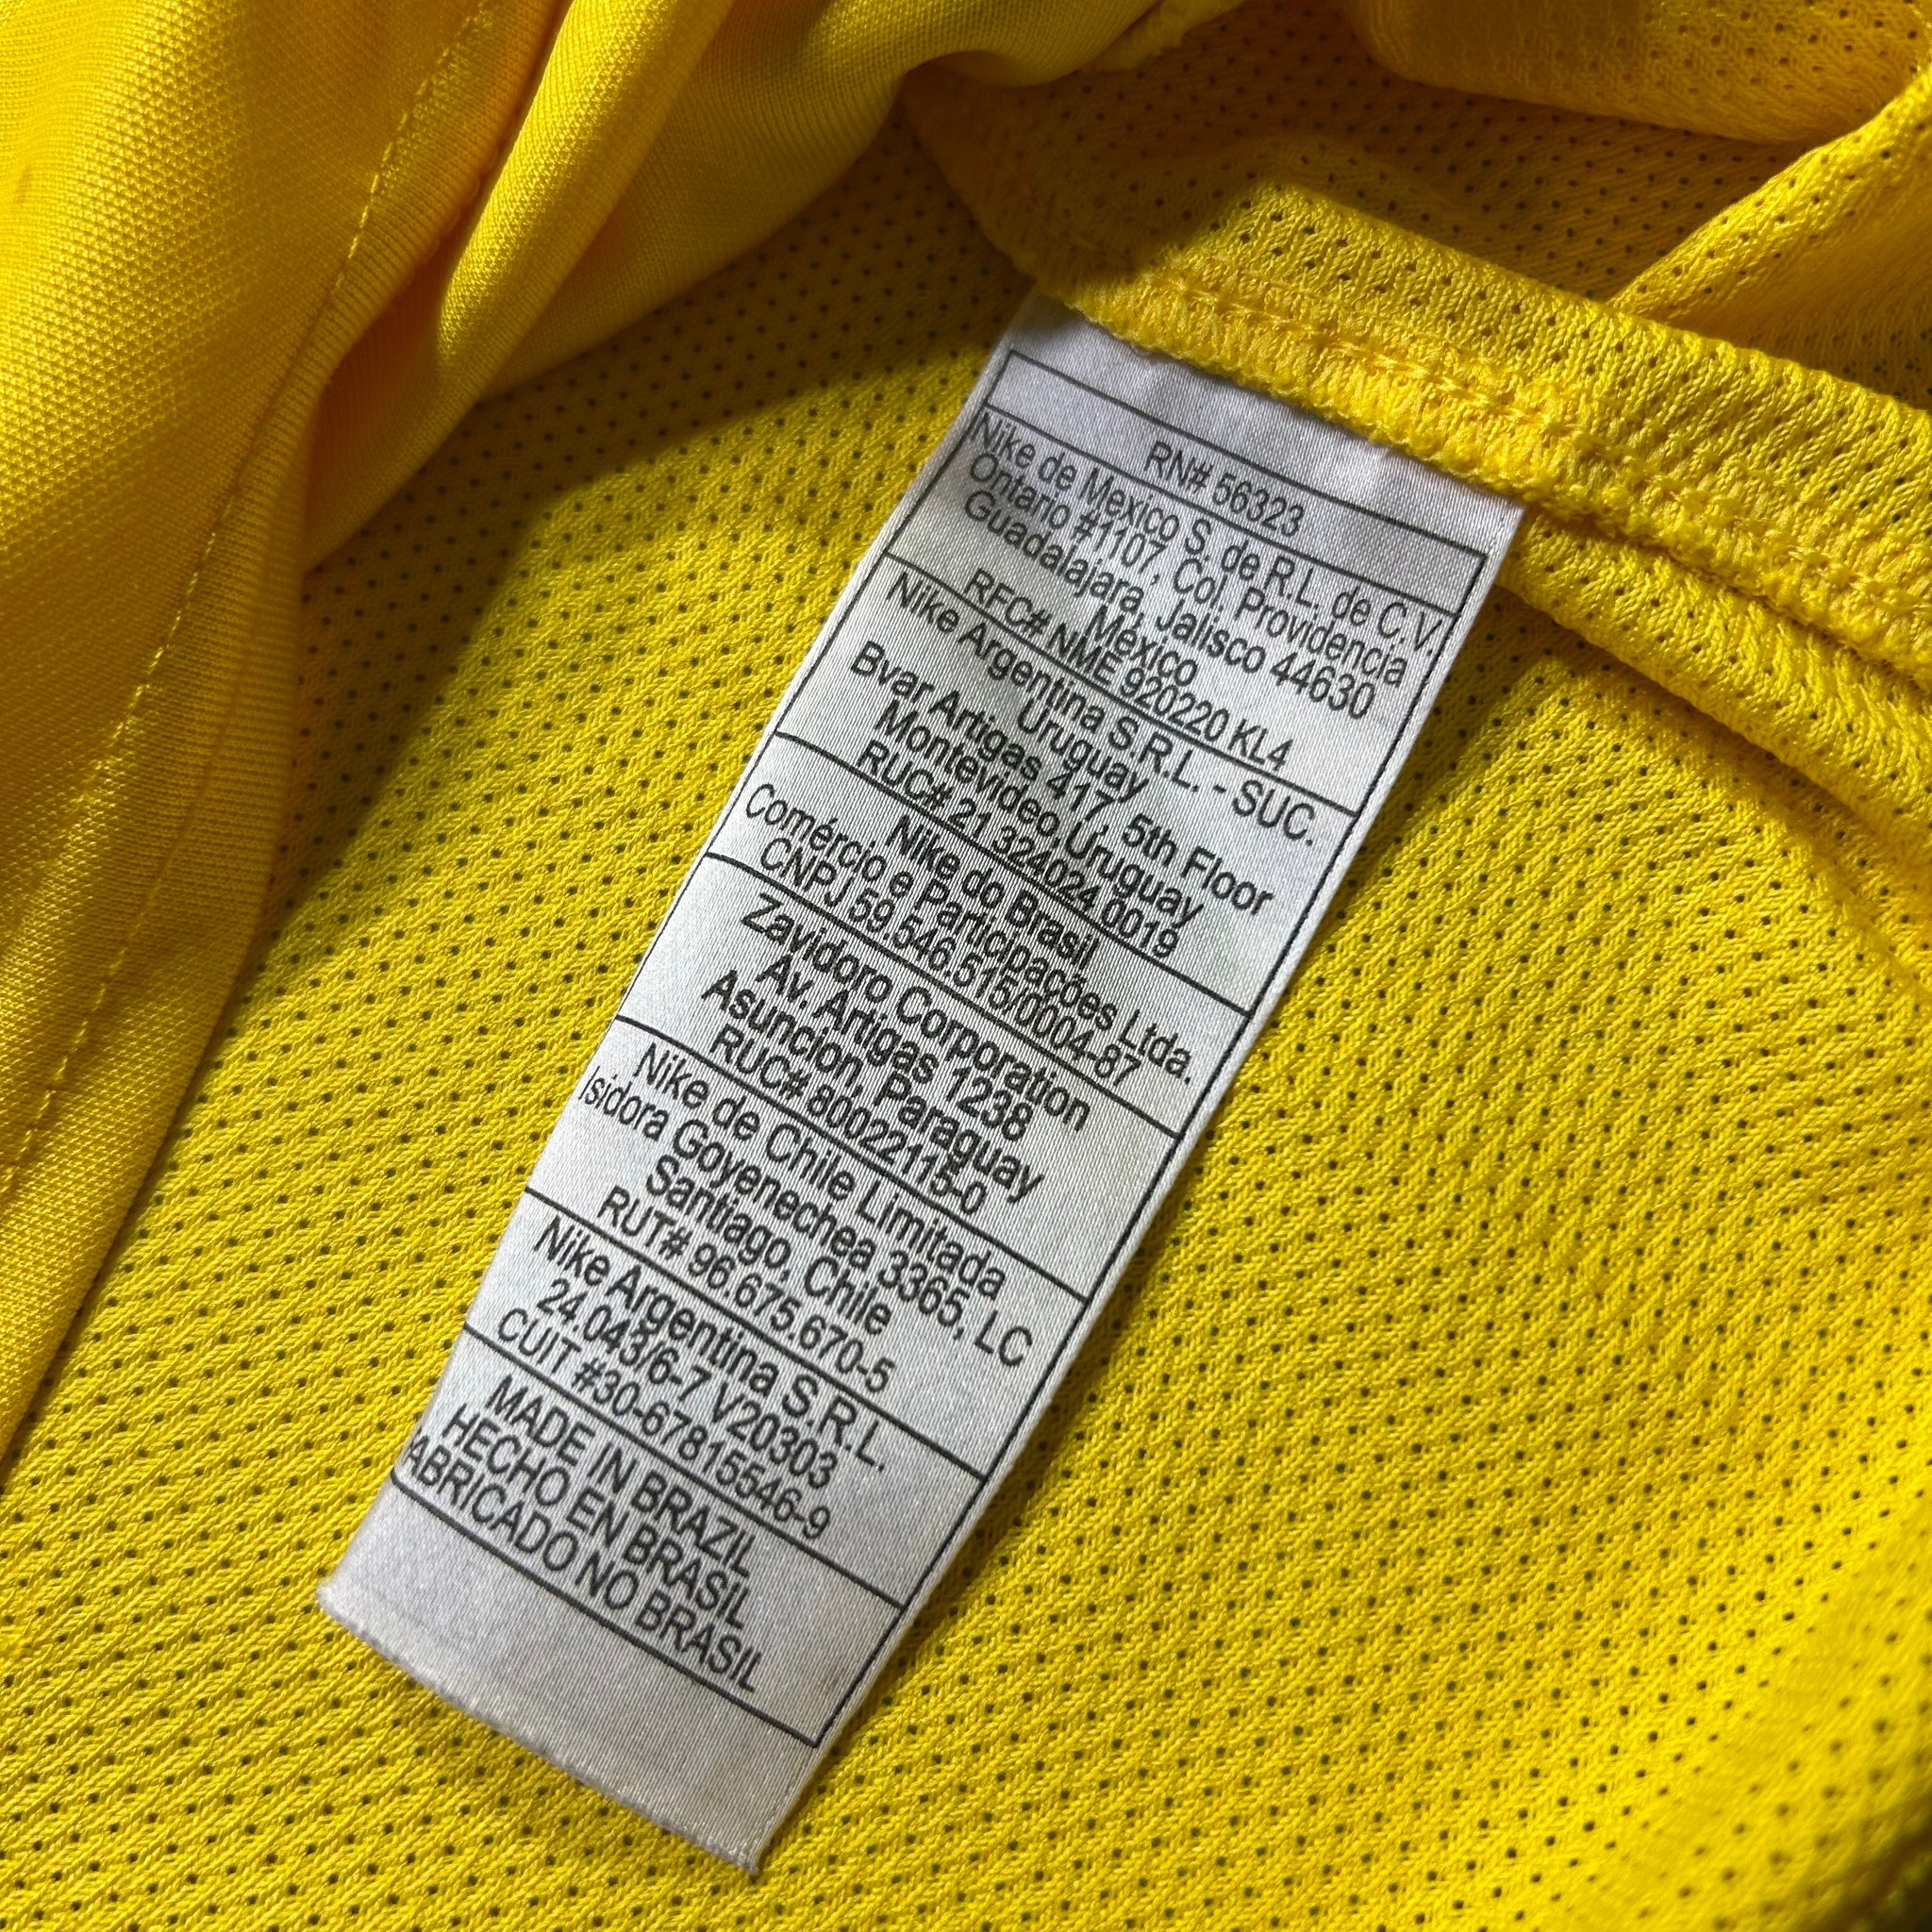 RN# 56323
Nike de Mexico S. de R.L. de C.V.
Ontario #1107, Col. Providencia
Guadalajara, Jalisco 44630
México
RFC# NME 920220 KL4
Nike Argentina S.R.L. - SUC.
Uruguay
Bvar Artigas 417, 5th Floor
Montevideo, Uruguay
RUC# 21.324024.0019
Nike do Brasil
Comércio e Participações Ltda.
CNPJ 59.546.515/0004-87
Zavidoro Corporation
Av. Artigas 1238
Asuncion, Paraguay
RUC# 80022115-0
Nike de Chile Limitada
Isidora Goyenechea 3365, LC
Santiago, Chile
RUT# 96.675.670-5
Nike Argentina S.R.L.
24.043/6-7 V20303
CUIT #30-67815546-9
MADE IN BRAZIL
HECHO EN BRASIL
ABRICADO NO BRASIL